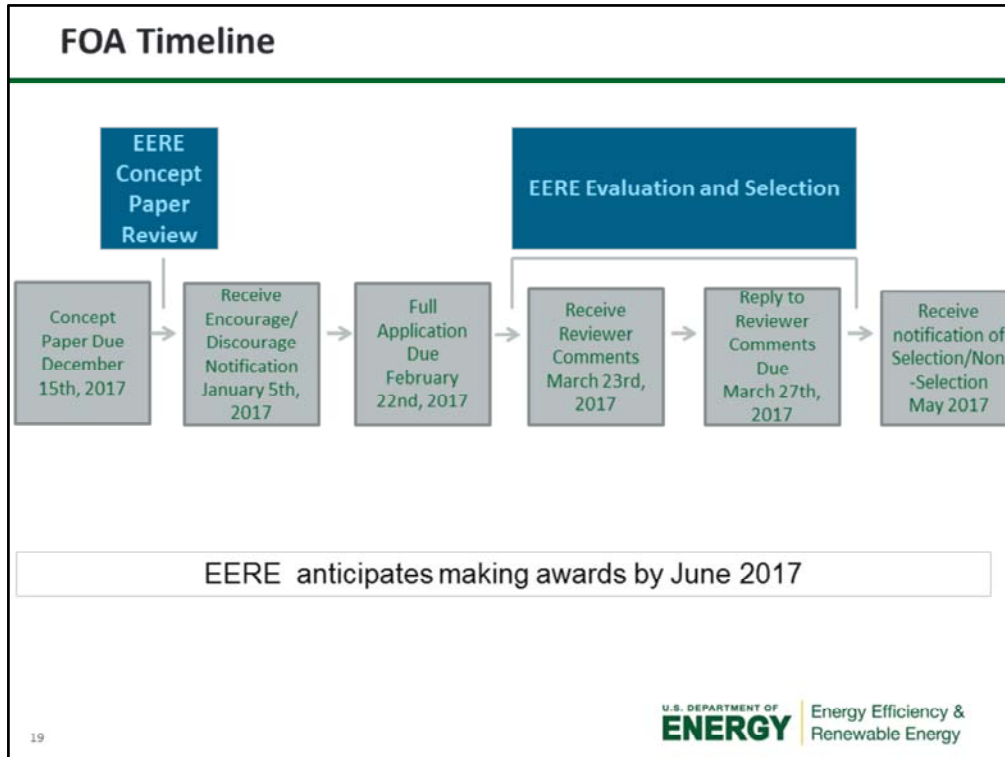 FOA Timeline
EERE
Concept
Paper
Review
EERE Evaluation and Selection
Concept
Paper Due
December
15th, 2017
Receive
Encourage/
Discourage
Notification
January 5th,
2017
Full
Application
Due
February
22nd, 2017
Receive
Reviewer
Comments
March 23rd,
2017
Reply to
Reviewer
Comments
Due
March 27th,
2017
Receive
notification of
Selection/Non
-Selection
May 2017
EERE anticipates making awards by June 2017
19
U.S. DEPARTMENT OF
ENERGY
Energy Efficiency &
Renewable Energy